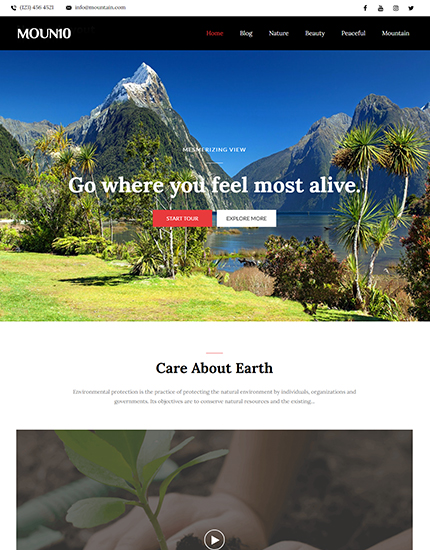 (123) 456 4523 info@mountain.com
MOUN10 Home Blog Nature Beauty Peaceful Mountain
MESMERIZING VIEW
Go where you feel most alive.
START TOUR EXPLORE MORE
Care About Earth
Environmental protection is the practice of protecting the natural environment by individuals, organizations and
governments. Its objectives are to conserve natural resources and the existing...